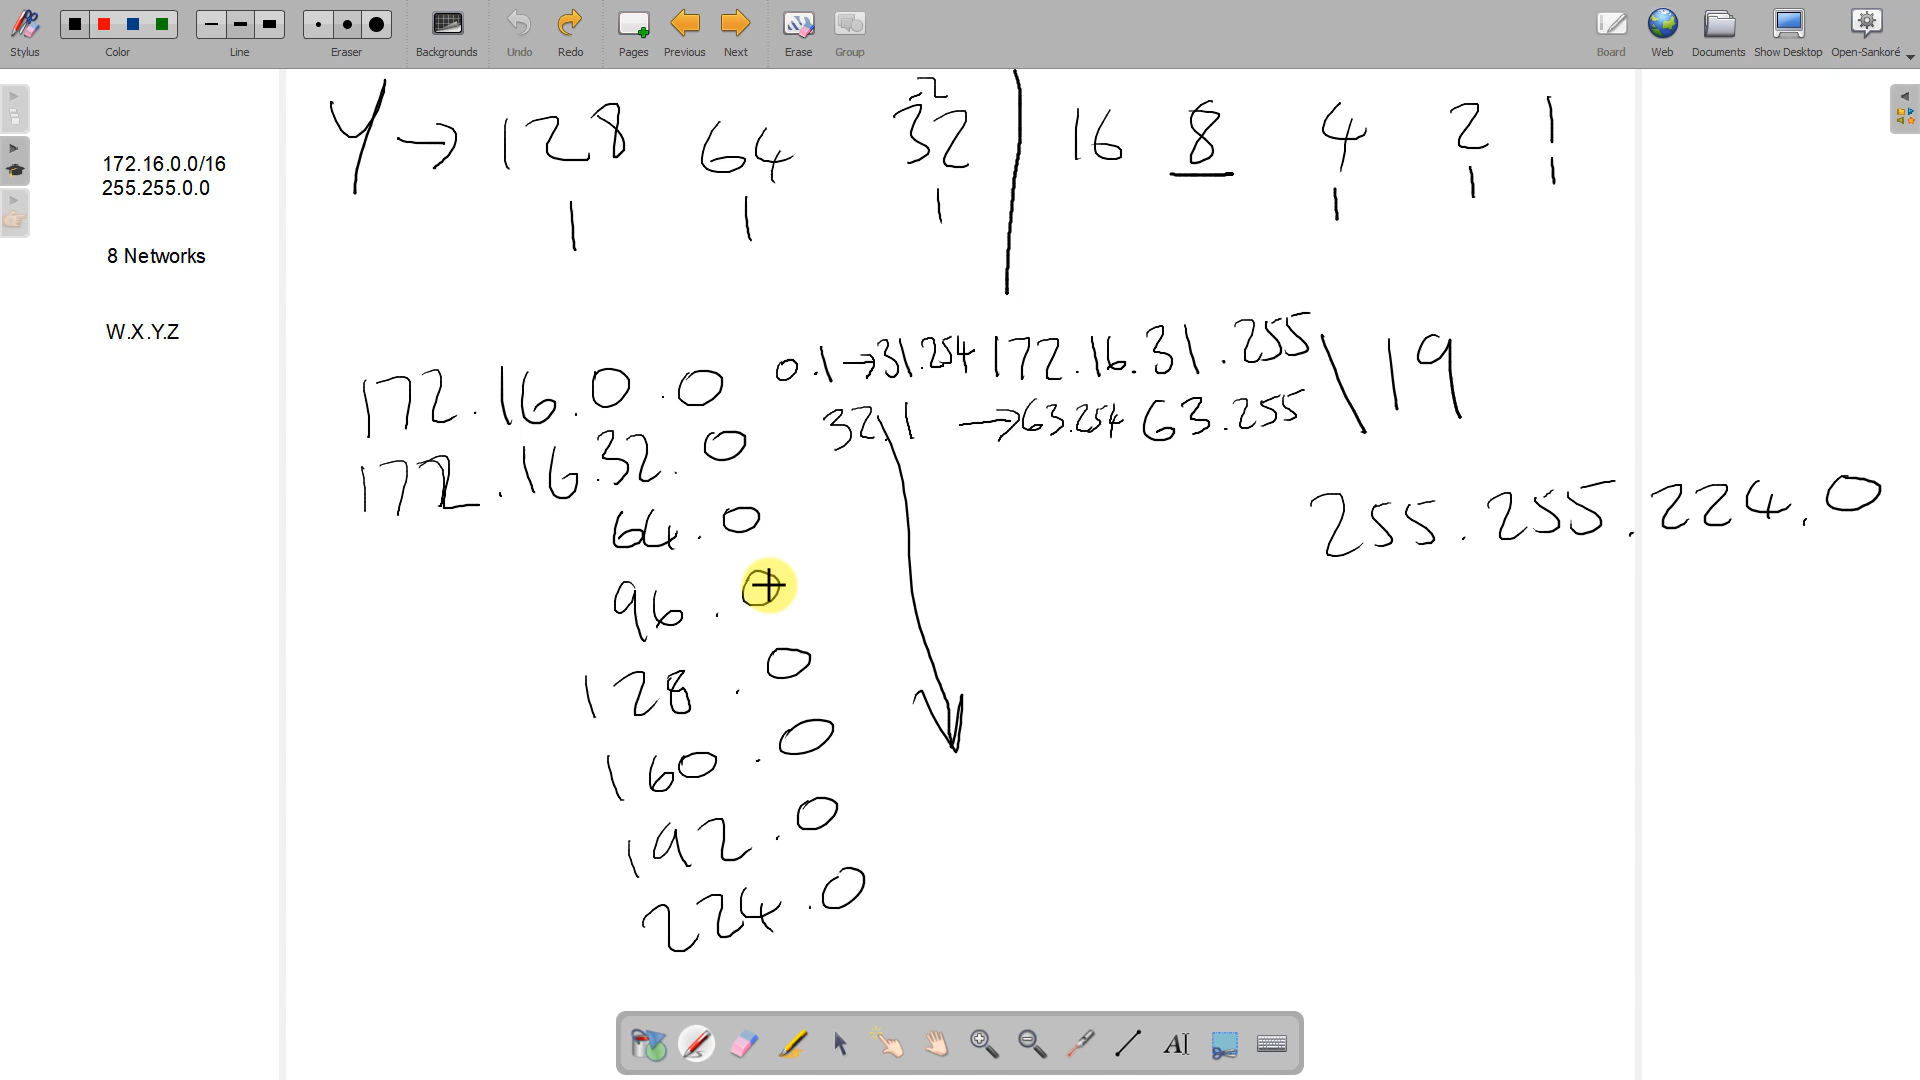 Stylus Color Line Eraser Backgrounds Undo Redo Pages Previous Next Erase Group Board Web Documents Show Desktop Open-Sankoré
172.16.0.0/16
255.255.0.0
8 Networks
W.X.Y.Z
Y → 128 64 32 16 8 4 2 1
1 1 1 1 1 1
172.16.0.0 0.1→31.254 172.16.31.255 \ 19
172.16.32.0 32.1 →63.254 63.255
255.255.224.0
64.0
96.0
128.0
160.0
192.0
224.0
AI